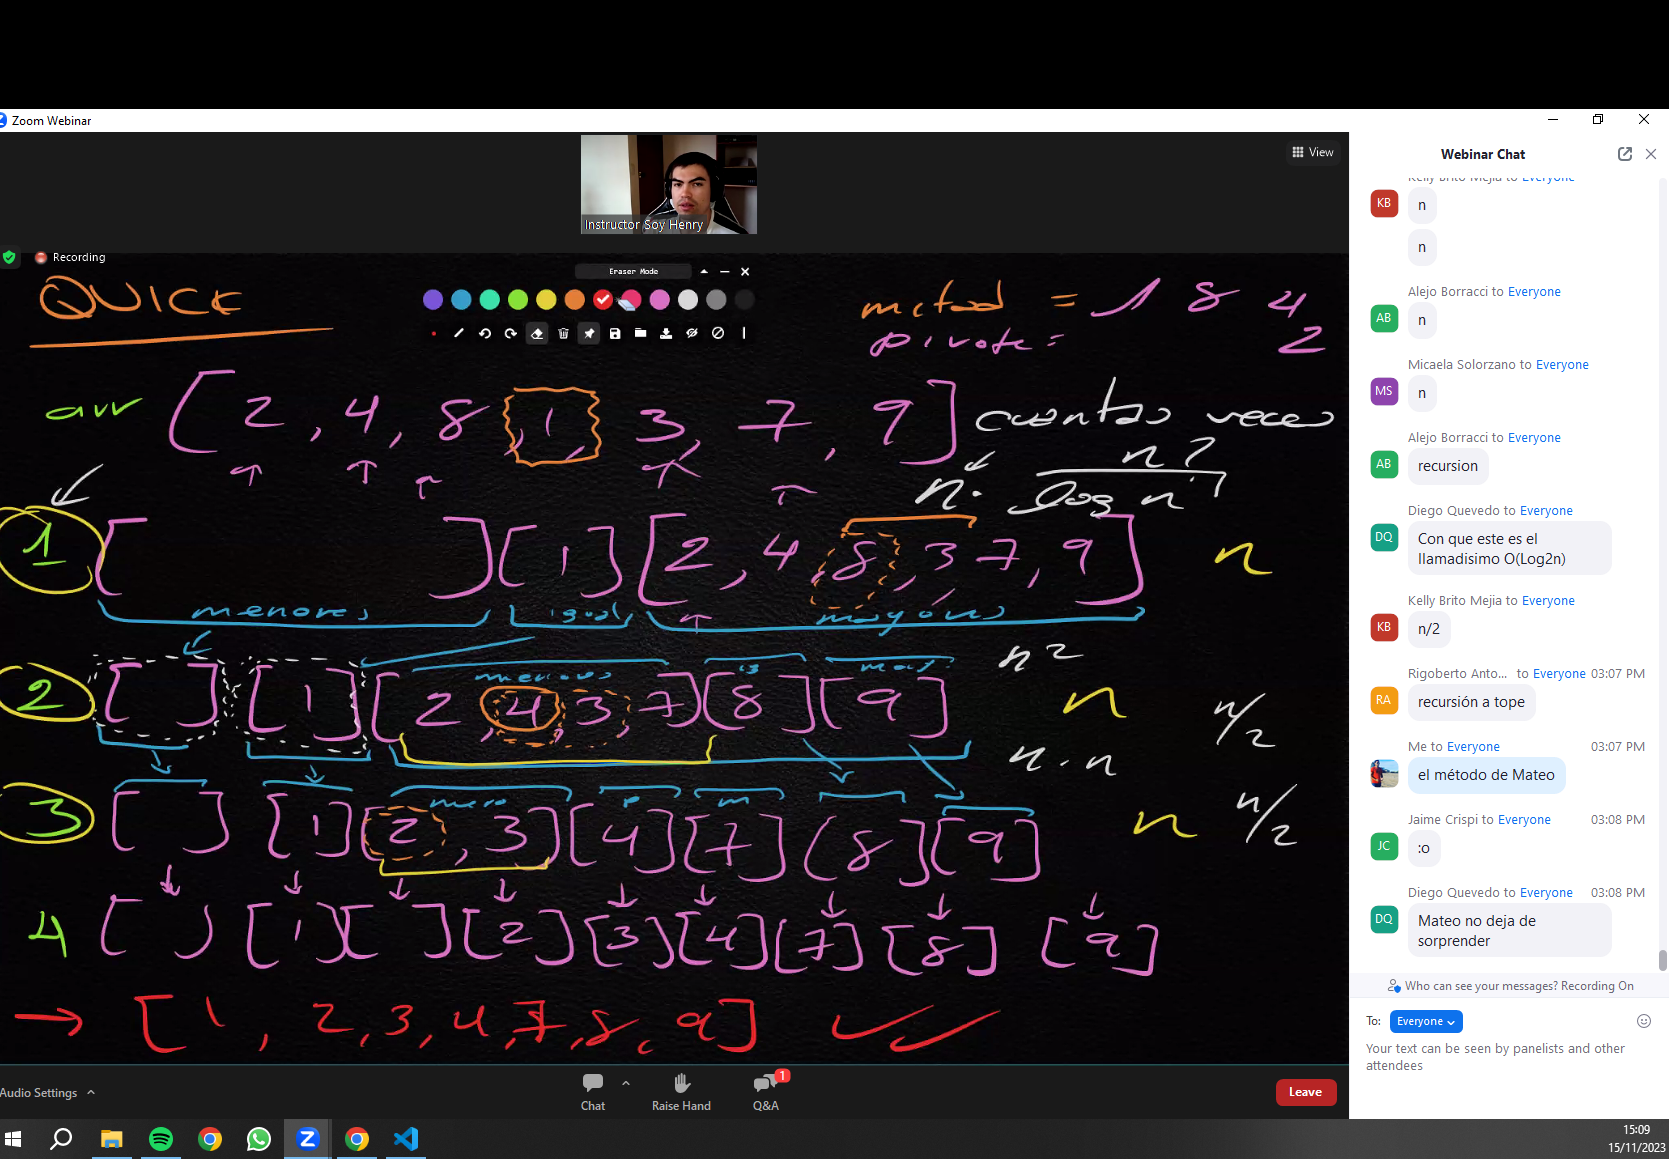 Zoom Webinar
View
Instructor Soy Henry
Recording
Eraser Mode
QUICK
metod = 1 8 4
pivote = 2
arr [ 2, 4, 8, 1, 3, 7, 9 ]
cuantas veces
n?
n. log n?
1 [ ] [ 1 ] [ 2, 4, 8, 3, 7, 9 ] n
menores igual mayores
n2
menores may
2 [ ] [ 1 ] [ 2, 4, 3, 7 ] [ 8 ] [ 9 ] n n/2
n . n
3 [ ] [ 1 ] [ 2, 3 ] [ 4 ] [ 7 ] [ 8 ] [ 9 ] n n/2
4 [ ] [ 1 ] [ ] [ 2 ] [ 3 ] [ 4 ] [ 7 ] [ 8 ] [ 9 ]
→ [ 1, 2, 3, 4, 7, 8, 9 ]
Audio Settings
Chat
Raise Hand
Q&A
1
Leave
Webinar Chat
Kelly Brito Mejia to Everyone
KB
n
n
Alejo Borracci to Everyone
AB
n
Micaela Solorzano to Everyone
MS
n
Alejo Borracci to Everyone
AB
recursion
Diego Quevedo to Everyone
DQ
Con que este es el
llamadisimo O(Log2n)
Kelly Brito Mejia to Everyone
KB
n/2
Rigoberto Anto... to Everyone 03:07 PM
RA
recursión a tope
Me to Everyone 03:07 PM
el método de Mateo
Jaime Crispi to Everyone 03:08 PM
JC
:o
Diego Quevedo to Everyone 03:08 PM
DQ
Mateo no deja de
sorprender
Who can see your messages? Recording On
To: Everyone
Your text can be seen by panelists and other
attendees
15:09
15/11/2023